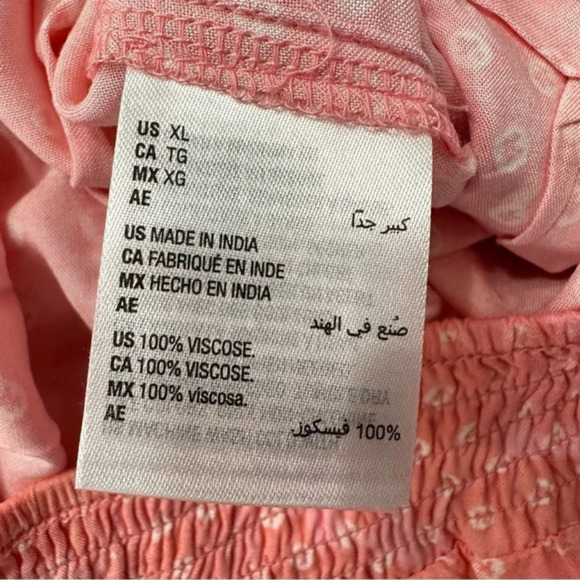 US XL
CA TG
MX XG
AE
كبير جدًا
US MADE IN INDIA
CA FABRIQUÉ EN INDE
MX HECHO EN INDIA
AE
صُنع في الهند
US 100% VISCOSE.
CA 100% VISCOSE.
MX 100% viscosa.
AE
100% فيسكوز